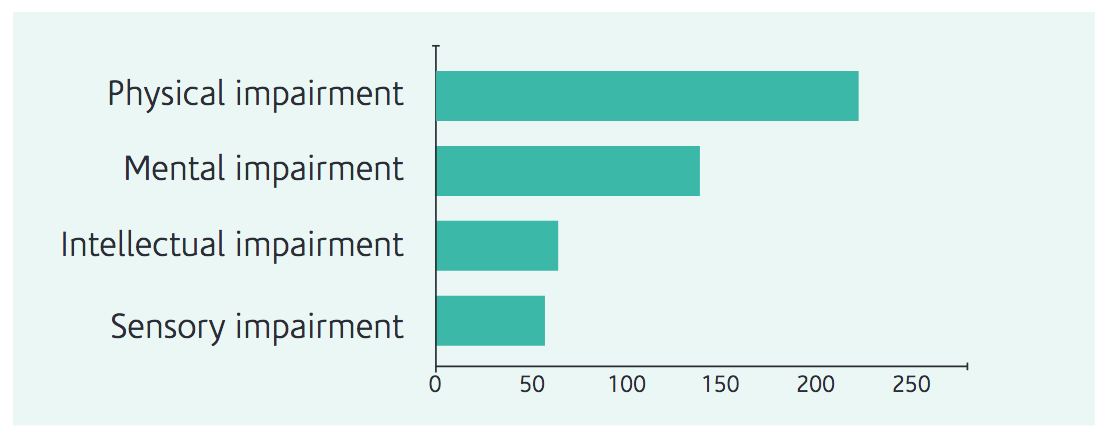 Physical impairment
Mental impairment
Intellectual impairment
Sensory impairment
0 50 100 150 200 250